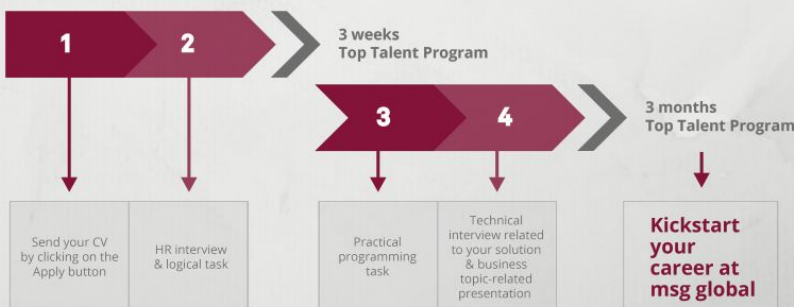 1
2
3 weeks
Top Talent Program
3
4
3 months
Top Talent Program
Send your CV
by clicking on the
Apply button
HR interview
& logical task
Practical
programming
task
Technical
interview related
to your solution
& business
topic-related
presentation
Kickstart
your
career at
msg global